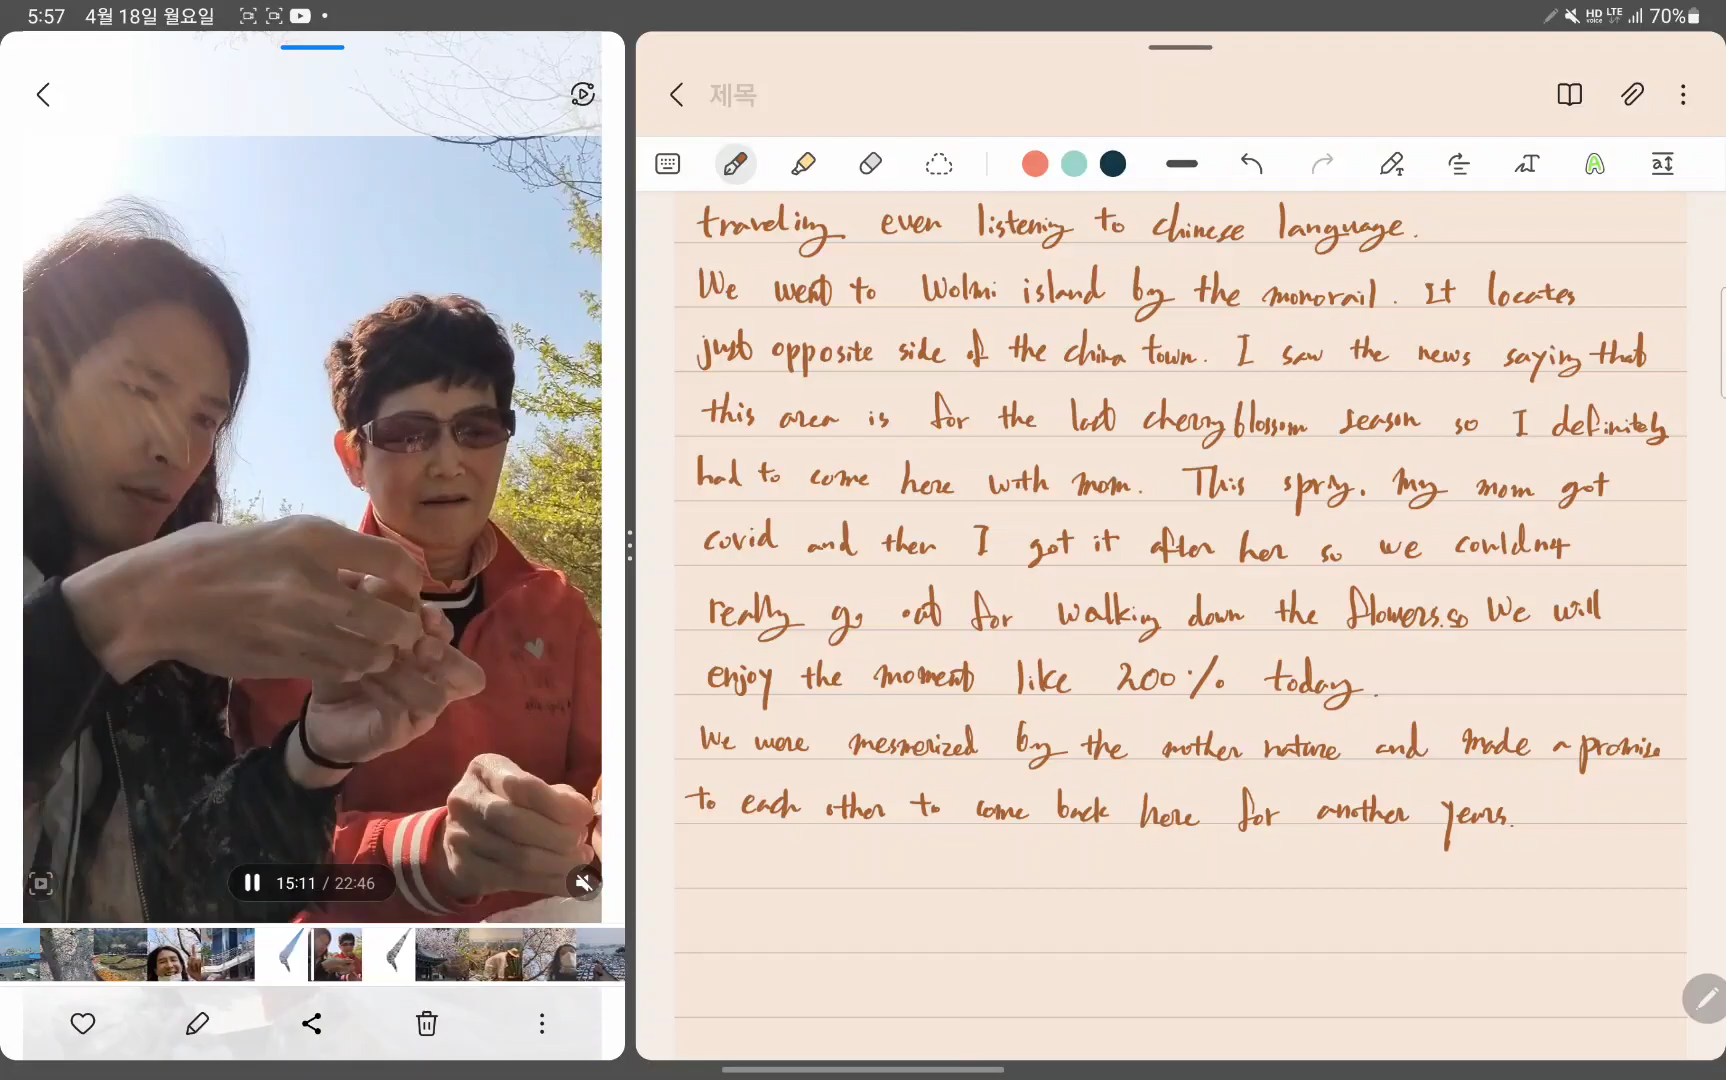 5:57 4월 18일 월요일
HD voice LTE 70%
제목
traveling even listening to chinese language.
We went to Wolmi island by the monorail. It locates
just opposite side of the china town. I saw the news saying that
this area is for the last cherry blossom season so I definitely
had to come here with mom. This spring, my mom got
covid and then I got it after her so we couldn't
really go out for walking down the flowers. so We will
enjoy the moment like 200% today.
We were mesmerized by the mother nature and made a promise
to each other to come back here for another years.
15:11 / 22:46